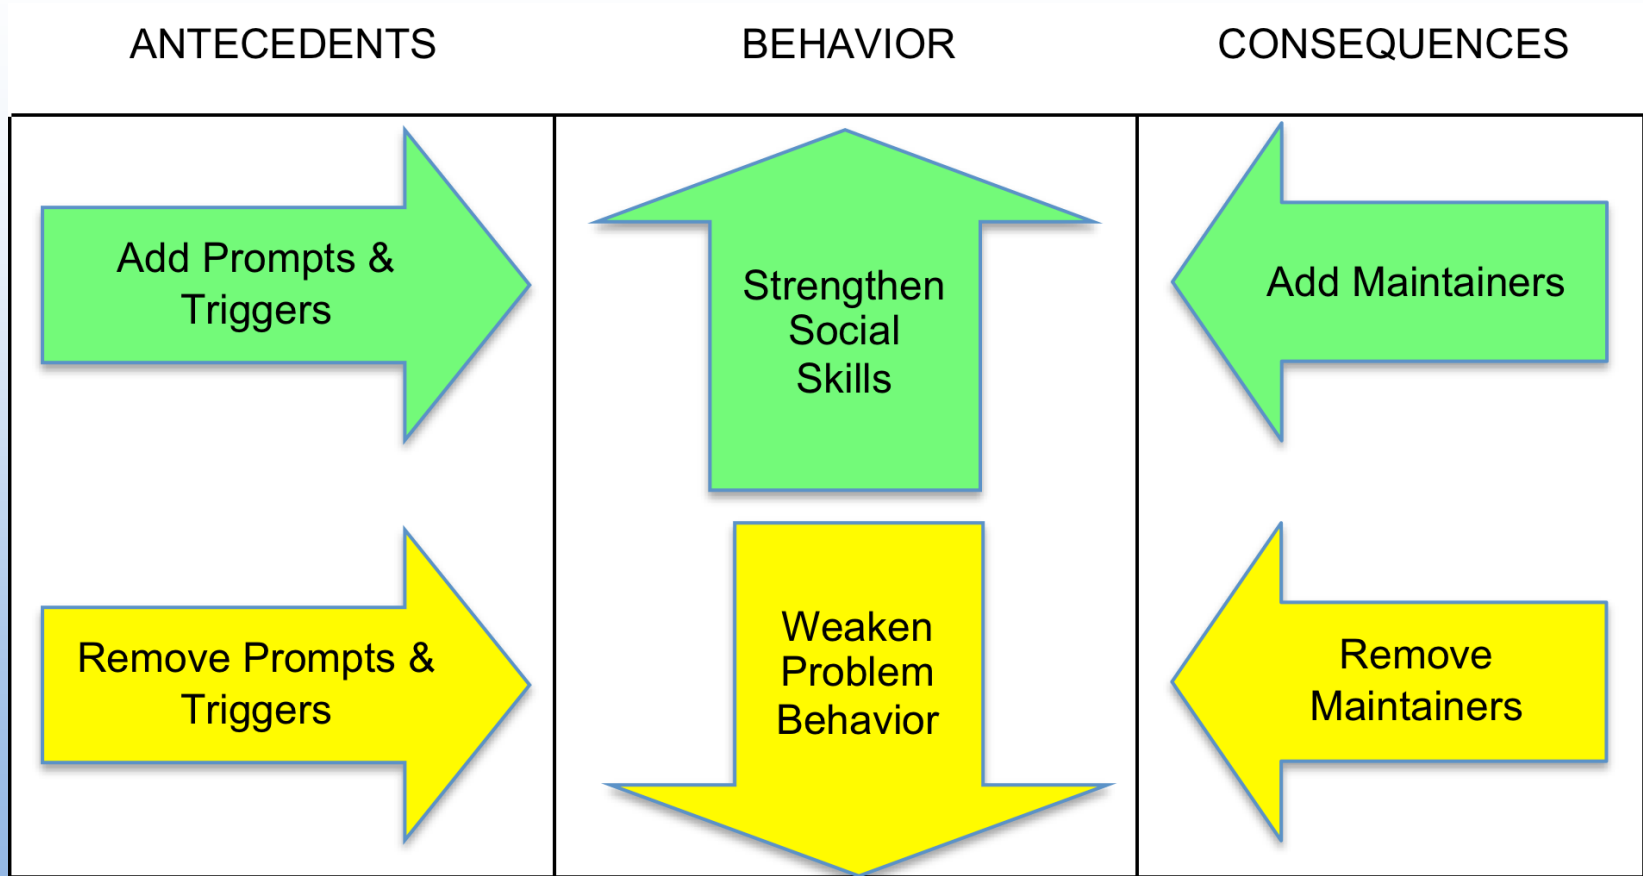 ANTECEDENTS
BEHAVIOR
CONSEQUENCES
Add Prompts &
Triggers
Strengthen
Social
Skills
Add Maintainers
Remove Prompts &
Triggers
Weaken
Problem
Behavior
Remove
Maintainers